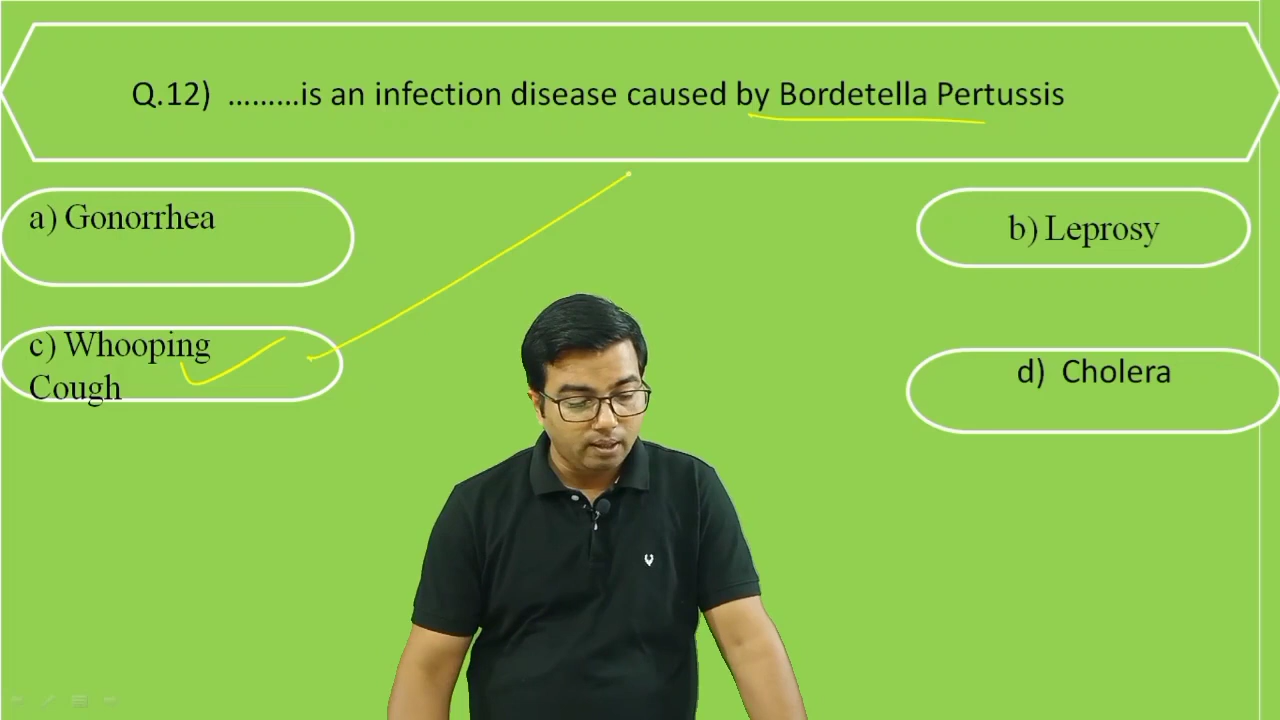 Q.12) .........is an infection disease caused by Bordetella Pertussis
a) Gonorrhea
b) Leprosy
c) Whooping
Cough
d) Cholera